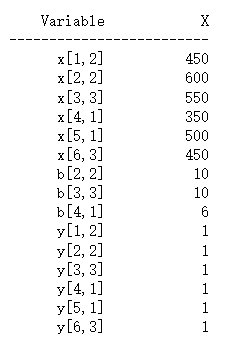 Variable X
-------------------------
x[1,2] 450
x[2,2] 600
x[3,3] 550
x[4,1] 350
x[5,1] 500
x[6,3] 450
b[2,2] 10
b[3,3] 10
b[4,1] 6
y[1,2] 1
y[2,2] 1
y[3,3] 1
y[4,1] 1
y[5,1] 1
y[6,3] 1